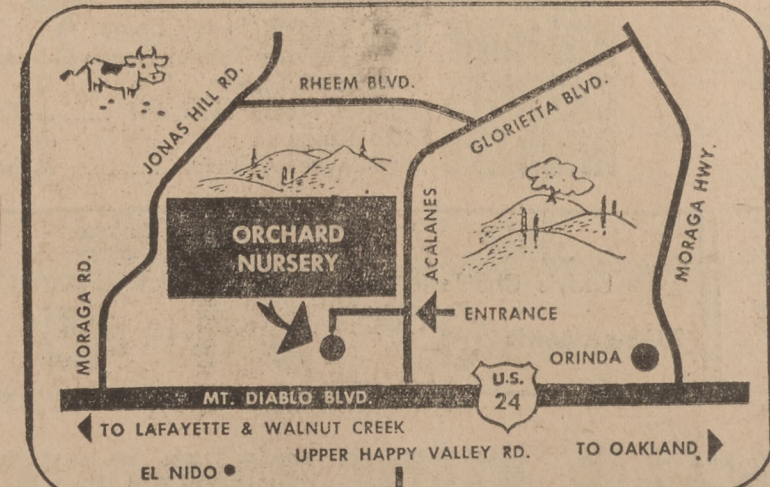 JONAS HILL RD.
RHEEM BLVD.
GLORIETTA BLVD.
MORAGA HWY.
ACALANES
ORCHARD
NURSERY
MORAGA RD.
ENTRANCE
ORINDA
MT. DIABLO BLVD.
U.S.
24
TO LAFAYETTE & WALNUT CREEK
UPPER HAPPY VALLEY RD.
TO OAKLAND
EL NIDO